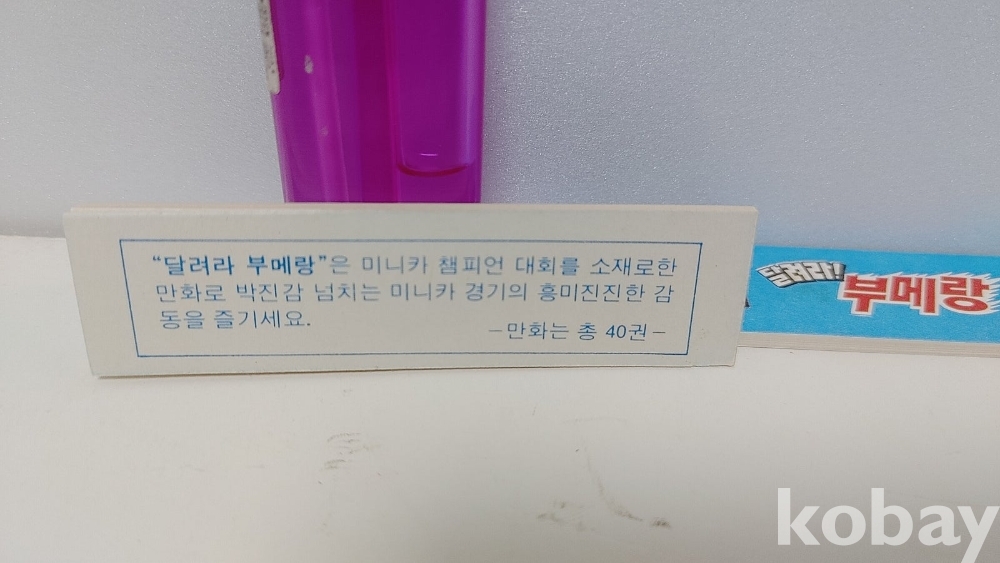 “달려라 부메랑”은 미니카 챔피언 대회를 소재로한
만화로 박진감 넘치는 미니카 경기의 흥미진진한 감
동을 즐기세요.
–만화는 총 40권–
달려라!
부메랑
kobay